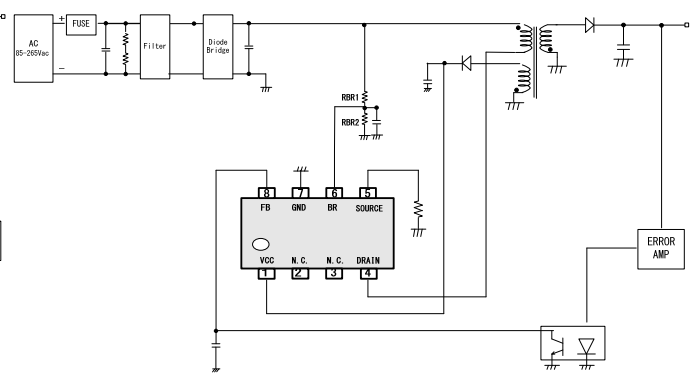 +
FUSE
AC
85-265Vac
−
Filter
Diode
Bridge
RBR1
RBR2
8 7 6 5
FB GND BR SOURCE
VCC N.C. N.C. DRAIN
1 2 3 4
ERROR
AMP